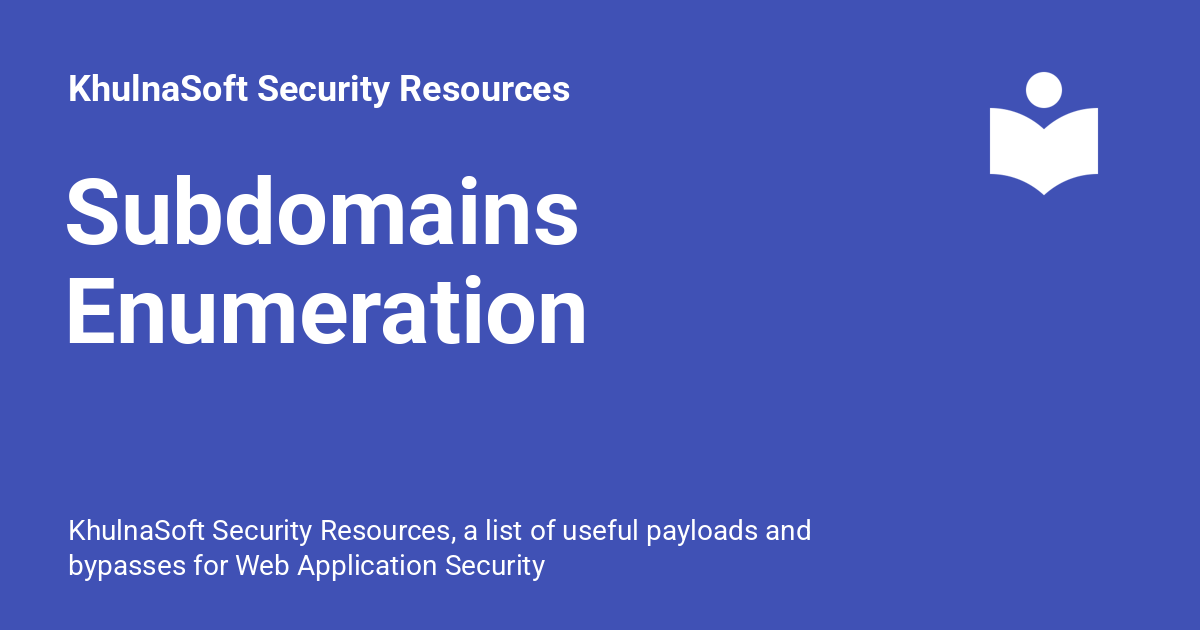 KhulnaSoft Security Resources
Subdomains
Enumeration
KhulnaSoft Security Resources, a list of useful payloads and
bypasses for Web Application Security